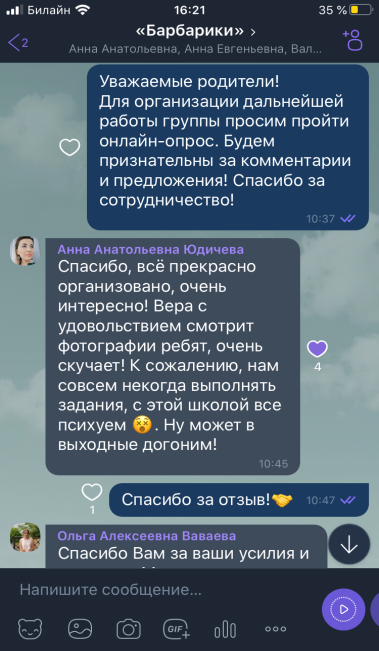 Билайн 16:21 35 %
2 «Барбарики» >
Анна Анатольевна, Анна Евгеньевна, Вал...
Уважаемые родители!
Для организации дальнейшей
работы группы просим пройти
онлайн-опрос. Будем
признательны за комментарии
и предложения! Спасибо за
сотрудничество!
10:37
Анна Анатольевна Юдичева
Спасибо, всё прекрасно
организовано, очень
интересно! Вера с
удовольствием смотрит
фотографии ребят, очень
скучает! К сожалению, нам
совсем некогда выполнять
задания, с этой школой все
психуем 😵. Ну может в
выходные догоним!
4
10:45
Спасибо за отзыв!🤝 10:47
1
Ольга Алексеевна Ваваева
Спасибо Вам за ваши усилия и
Напишите сообщение...
GIF